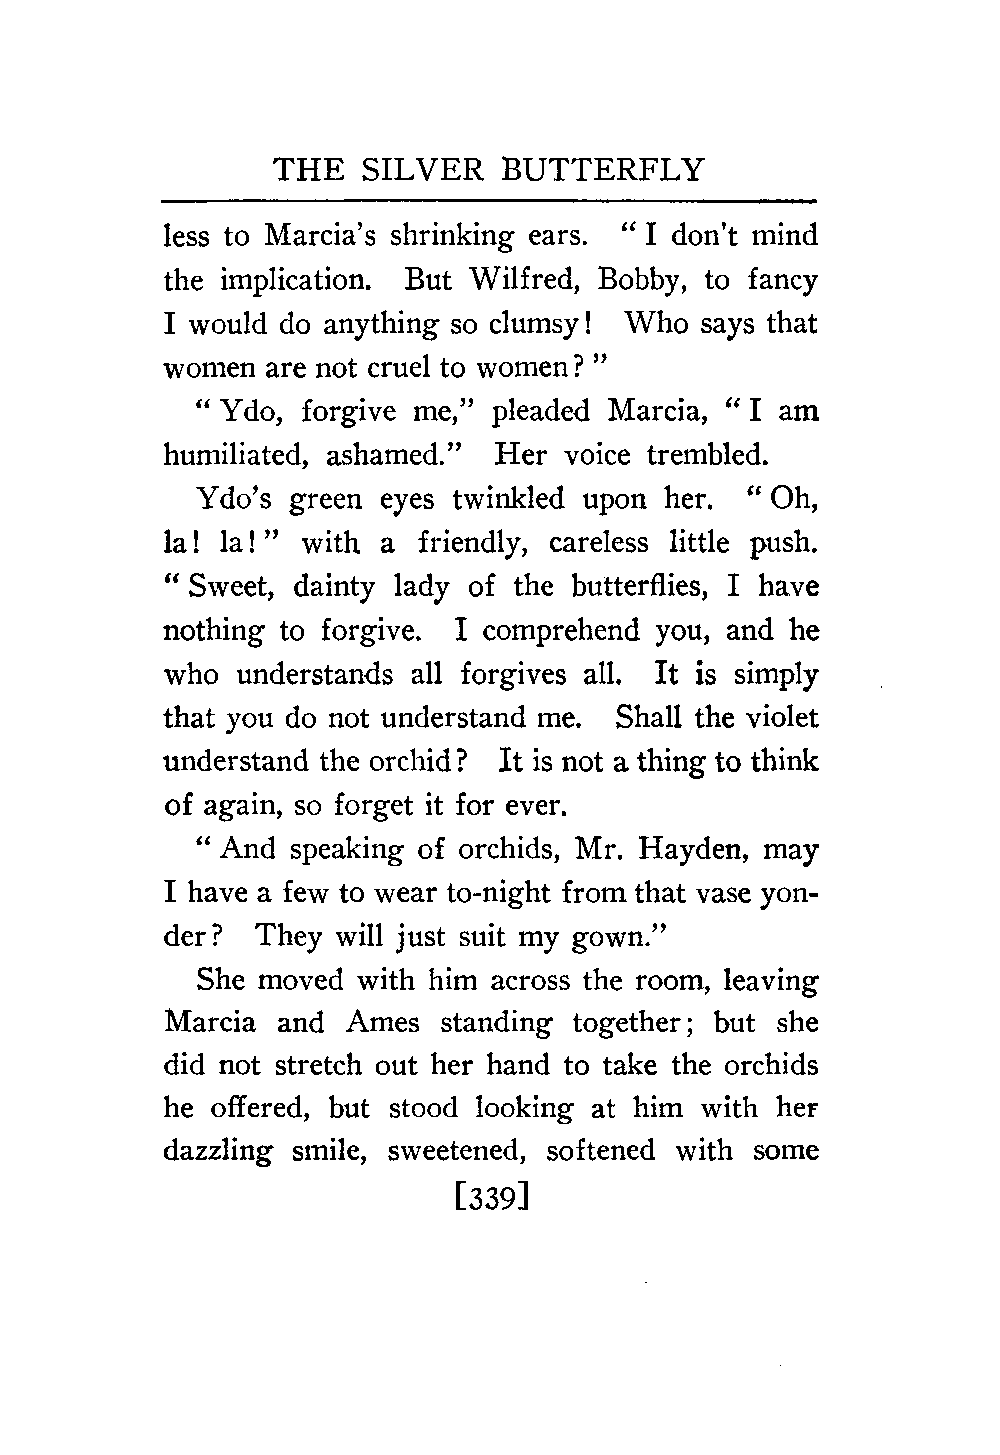 THE SILVER BUTTERFLY
less to Marcia's shrinking ears. “ I don't mind
the implication. But Wilfred, Bobby, to fancy
I would do anything so clumsy! Who says that
women are not cruel to women? ”
“ Ydo, forgive me,” pleaded Marcia, “ I am
humiliated, ashamed.” Her voice trembled.
Ydo's green eyes twinkled upon her. “ Oh,
la! la! ” with a friendly, careless little push.
“ Sweet, dainty lady of the butterflies, I have
nothing to forgive. I comprehend you, and he
who understands all forgives all. It is simply
that you do not understand me. Shall the violet
understand the orchid? It is not a thing to think
of again, so forget it for ever.
“ And speaking of orchids, Mr. Hayden, may
I have a few to wear to-night from that vase yon-
der? They will just suit my gown.”
She moved with him across the room, leaving
Marcia and Ames standing together; but she
did not stretch out her hand to take the orchids
he offered, but stood looking at him with her
dazzling smile, sweetened, softened with some
[339]